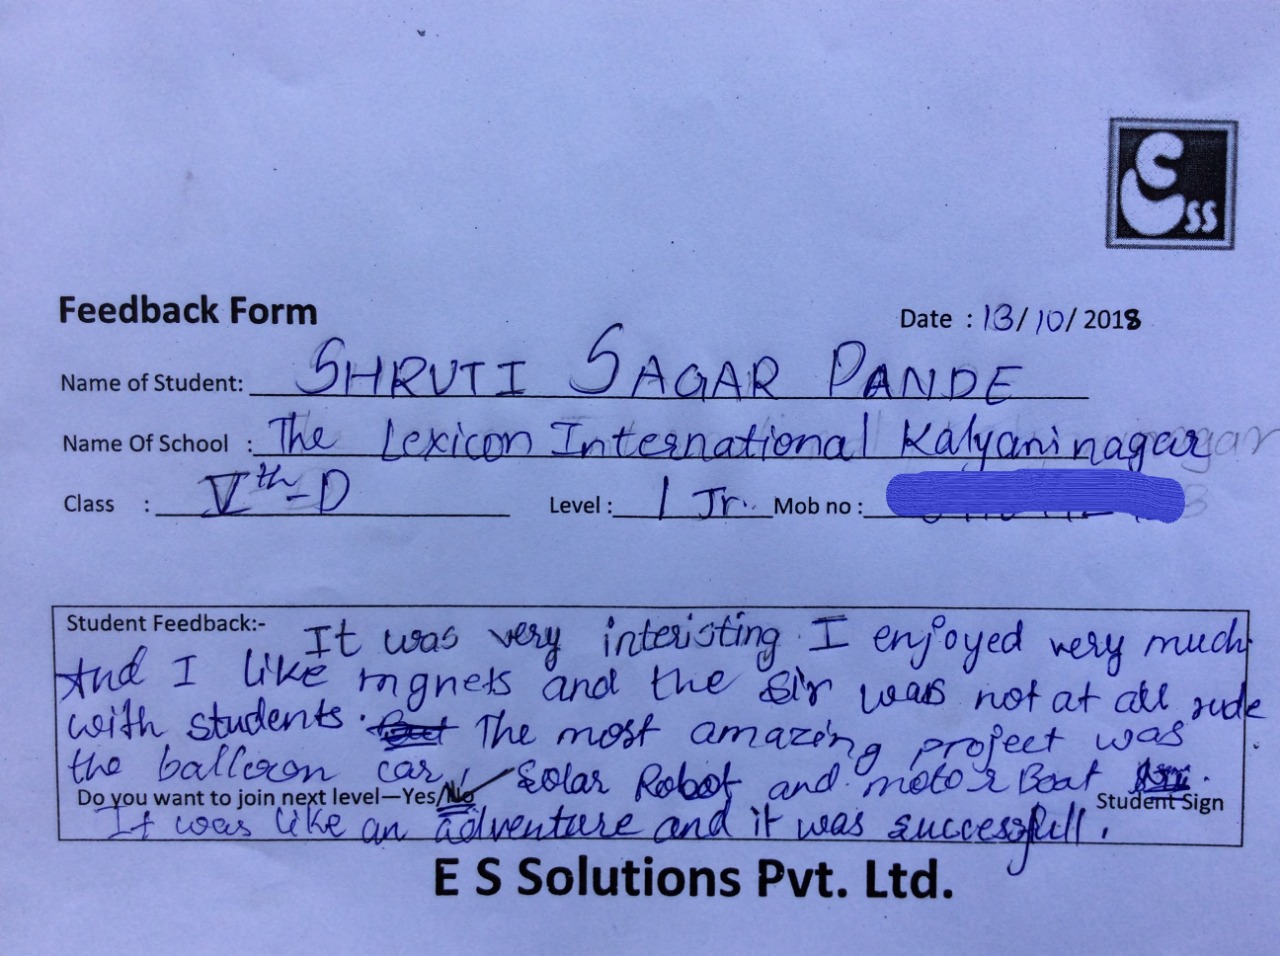 Ess
Feedback Form
Date : 13/10/2018
Name of Student: SHRUTI SAGAR PANDE
Name Of School : The Lexicon International Kalyaninagar
Class : Vth-D Level : 1 Jr. Mob no :
Student Feedback:- It was very interisting. I enjoyed very much.
And I like mgnets and the sir was not at all rude
with students. The most amazing project was
the balloon car, Solar Robot and motor Boat.
Do you want to join next level—Yes/No
Student Sign
It was like an adventure and it was successfull.
E S Solutions Pvt. Ltd.